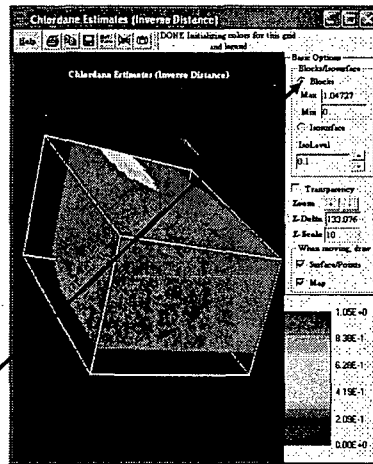 Chlordane Estimates (Inverse Distance)
Help
DONE Initializing colors for this grid
and legend
Chlordane Estimates (Inverse Distance)
Basic Options
Blocks/Isosurface
Blocks
Max 1.04727
Min 0
Isosurface
IsoLevel
0.1
Transparency
Zoom
Z-Delta 133.076
Z-Scale 10
When moving, draw
Surface/Points
Map
1.05E+0
8.38E-1
6.28E-1
4.19E-1
2.09E-1
0.00E+0